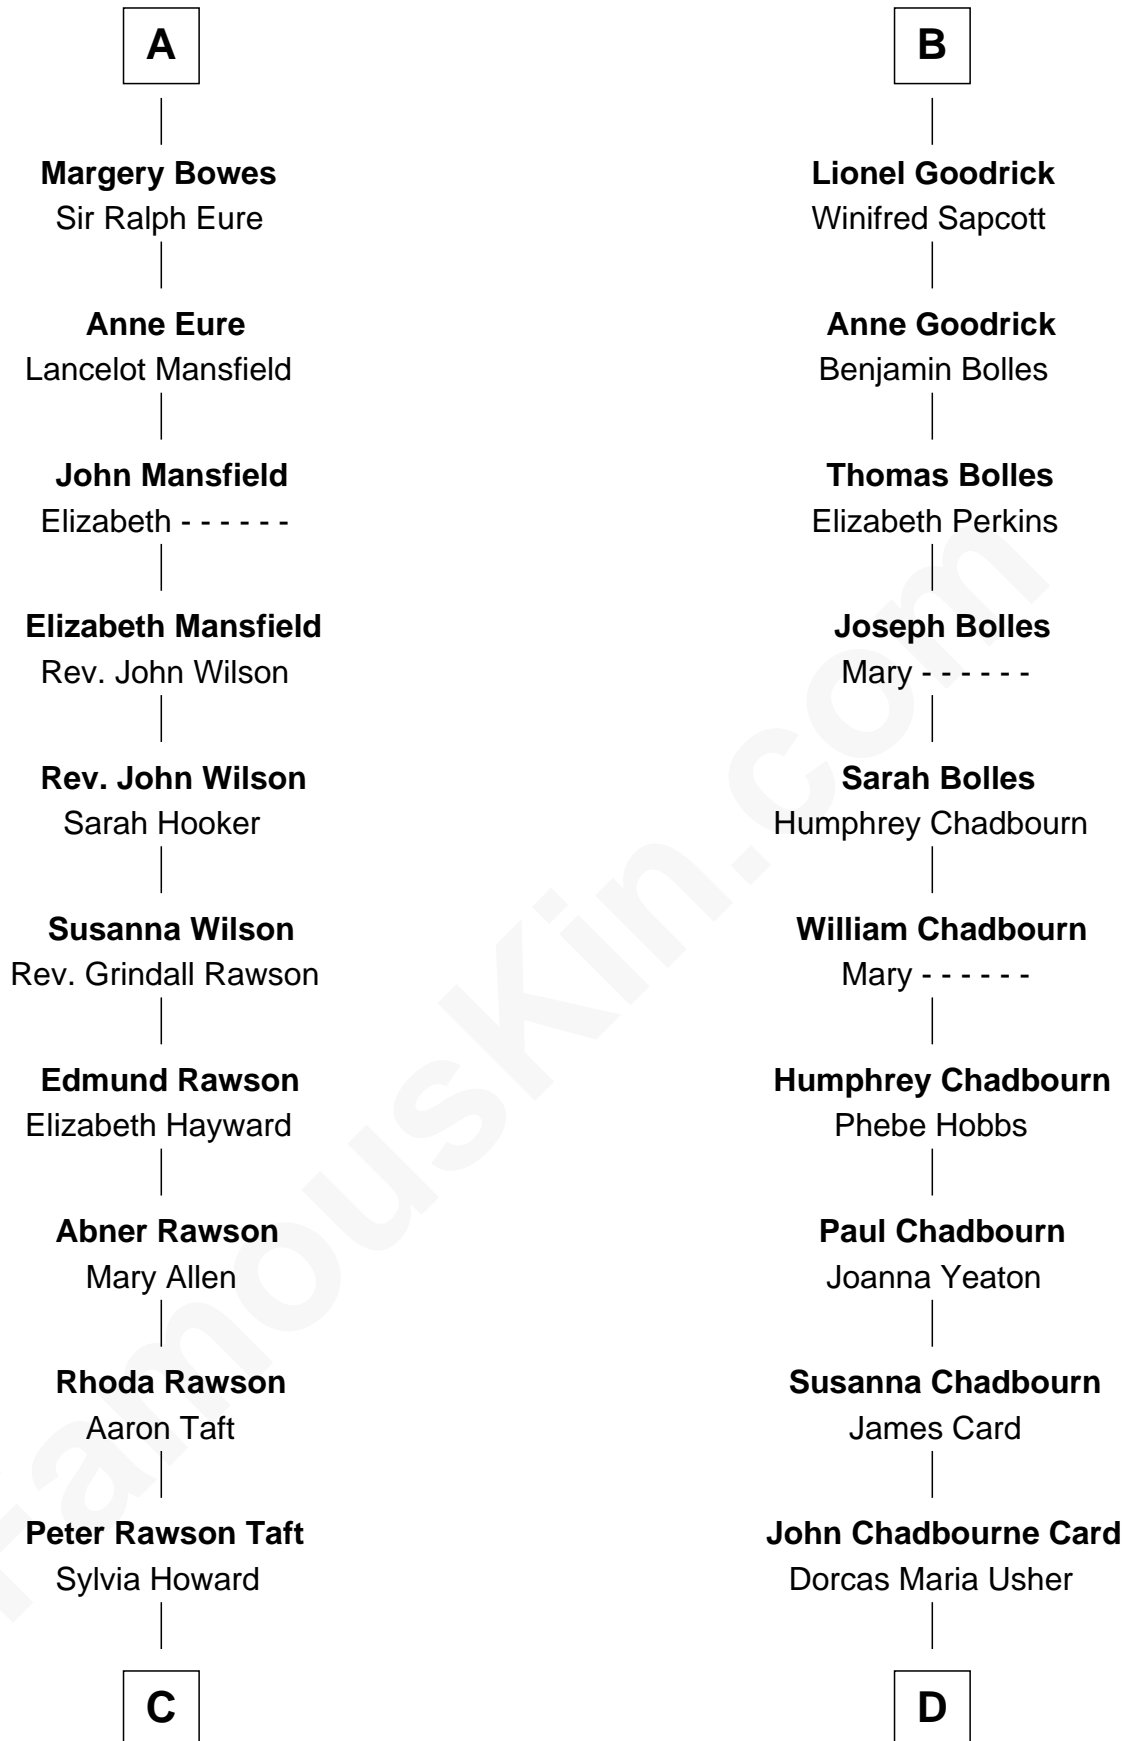 A
Margery Bowes
Sir Ralph Eure
Anne Eure
Lancelot Mansfield
John Mansfield
Elizabeth - - - - - -
Elizabeth Mansfield
Rev. John Wilson
Rev. John Wilson
Sarah Hooker
Susanna Wilson
Rev. Grindall Rawson
Edmund Rawson
Elizabeth Hayward
Abner Rawson
Mary Allen
Rhoda Rawson
Aaron Taft
Peter Rawson Taft
Sylvia Howard
C
B
Lionel Goodrick
Winifred Sapcott
Anne Goodrick
Benjamin Bolles
Thomas Bolles
Elizabeth Perkins
Joseph Bolles
Mary - - - - - -
Sarah Bolles
Humphrey Chadbourn
William Chadbourn
Mary - - - - - -
Humphrey Chadbourn
Phebe Hobbs
Paul Chadbourn
Joanna Yeaton
Susanna Chadbourn
James Card
John Chadbourne Card
Dorcas Maria Usher
D
FamousKin.com